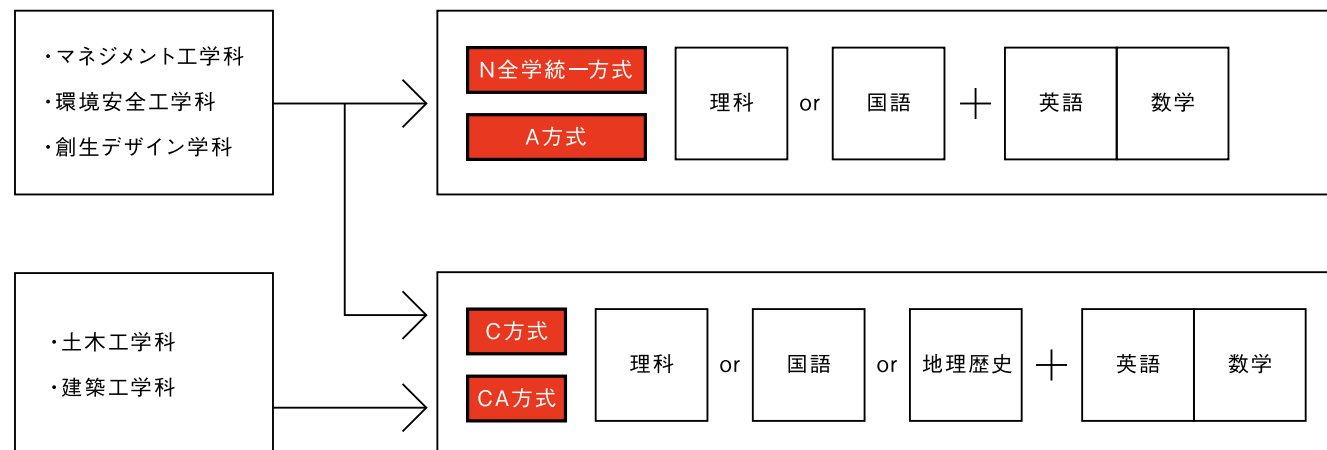 ・マネジメント工学科
・環境安全工学科
・創生デザイン学科
N全学統一方式
A方式
理科 or 国語 + 英語 数学
・土木工学科
・建築工学科
C方式
CA方式
理科 or 国語 or 地理歴史 + 英語 数学